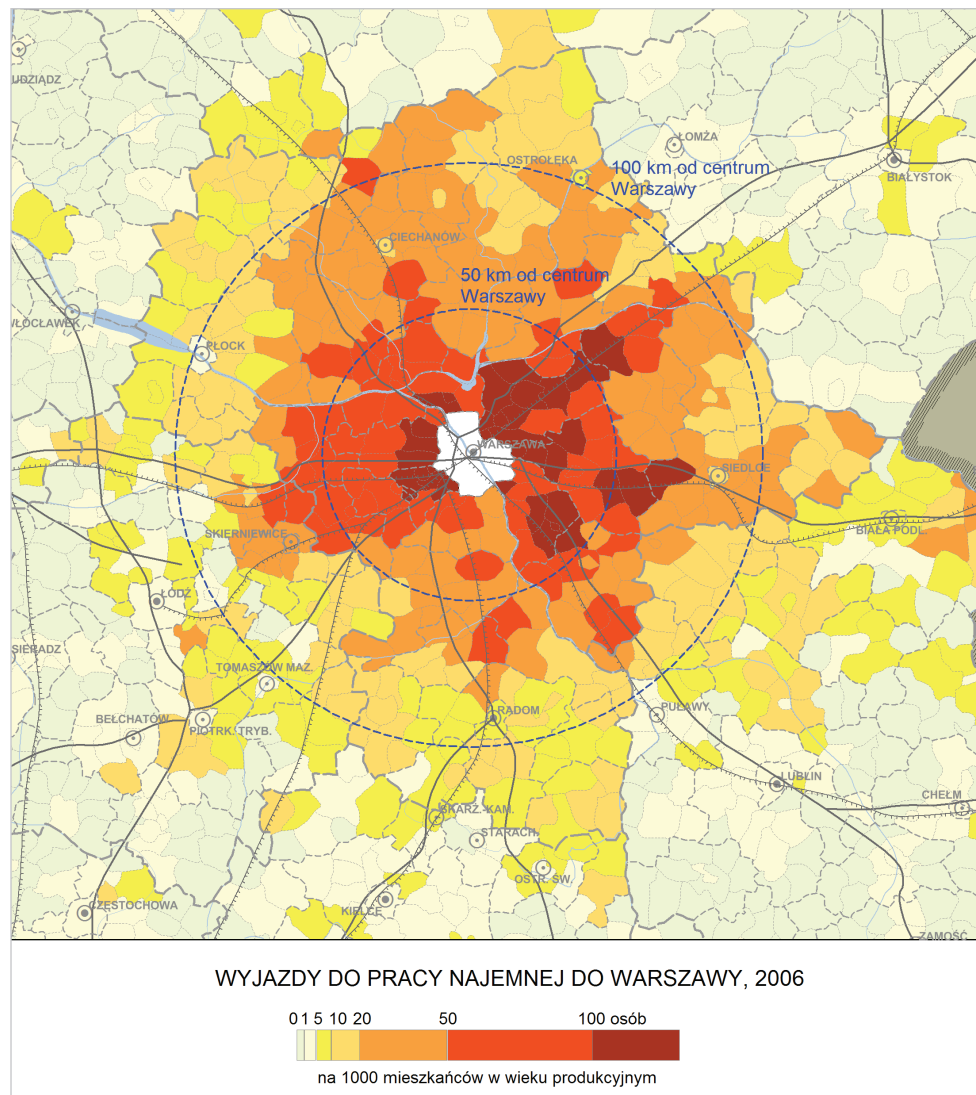 UDZIĄDZ
ŁOMŻA
OSTROŁĘKA
100 km od centrum
Warszawy
BIAŁYSTOK
CIECHANÓW
50 km od centrum
Warszawy
WŁOCŁAWEK
PŁOCK
WARSZAWA
SIEDLCE
SKIERNIEWICE
BIAŁA PODL.
ŁÓDŹ
SIERADZ
TOMASZÓW MAZ.
BEŁCHATÓW
PIOTRK. TRYB.
RADOM
PUŁAWY
LUBLIN
CHEŁM
SKARŻ. KAM.
STARACH.
OSTR. ŚW.
CZĘSTOCHOWA
KIELCE
ZAMOŚĆ
WYJAZDY DO PRACY NAJEMNEJ DO WARSZAWY, 2006
0 1 5 10 20 50 100 osób
na 1000 mieszkańców w wieku produkcyjnym